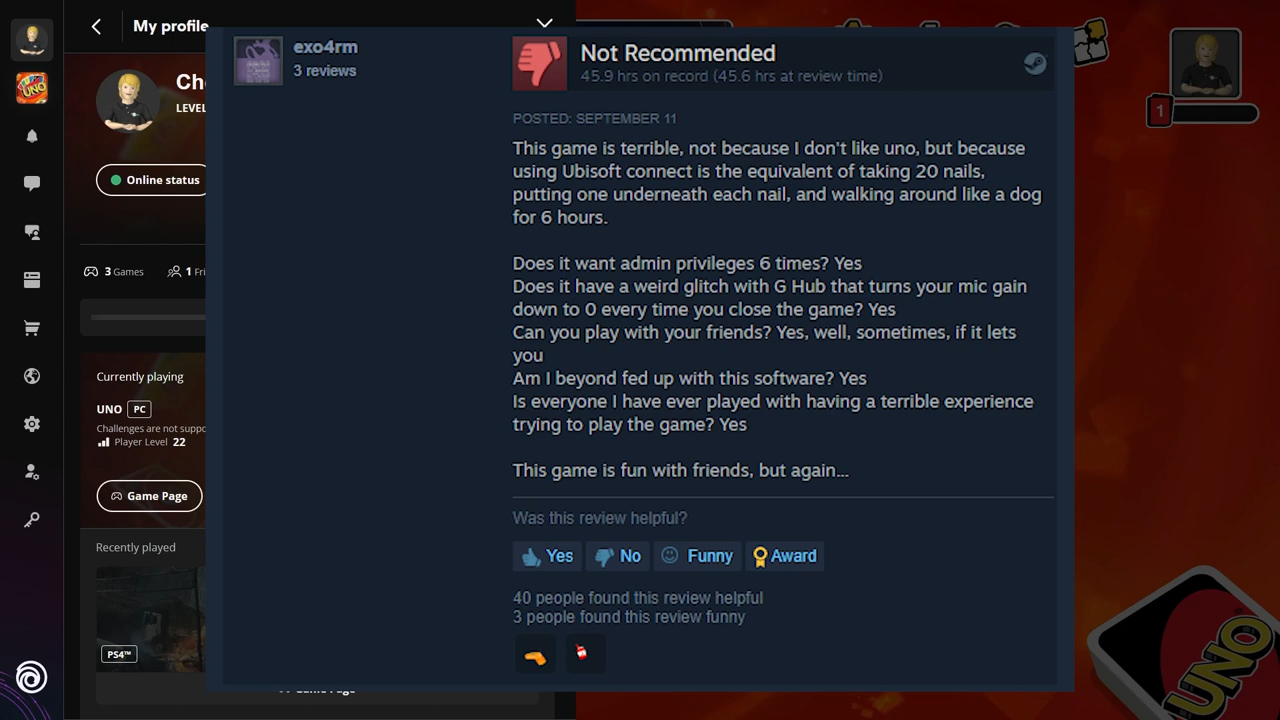 My profile
Ch
LEVEL
Online status
3 Games
1 Fri
Currently playing
UNO PC
Challenges are not suppo
Player Level 22
Game Page
Recently played
PS4™
Game Page
exo4rm
3 reviews
Not Recommended
45.9 hrs on record (45.6 hrs at review time)
POSTED: SEPTEMBER 11
This game is terrible, not because I don't like uno, but because
using Ubisoft connect is the equivalent of taking 20 nails,
putting one underneath each nail, and walking around like a dog
for 6 hours.
Does it want admin privileges 6 times? Yes
Does it have a weird glitch with G Hub that turns your mic gain
down to 0 every time you close the game? Yes
Can you play with your friends? Yes, well, sometimes, if it lets
you
Am I beyond fed up with this software? Yes
Is everyone I have ever played with having a terrible experience
trying to play the game? Yes
This game is fun with friends, but again...
Was this review helpful?
Yes No Funny Award
40 people found this review helpful
3 people found this review funny
1
UNO
UNO